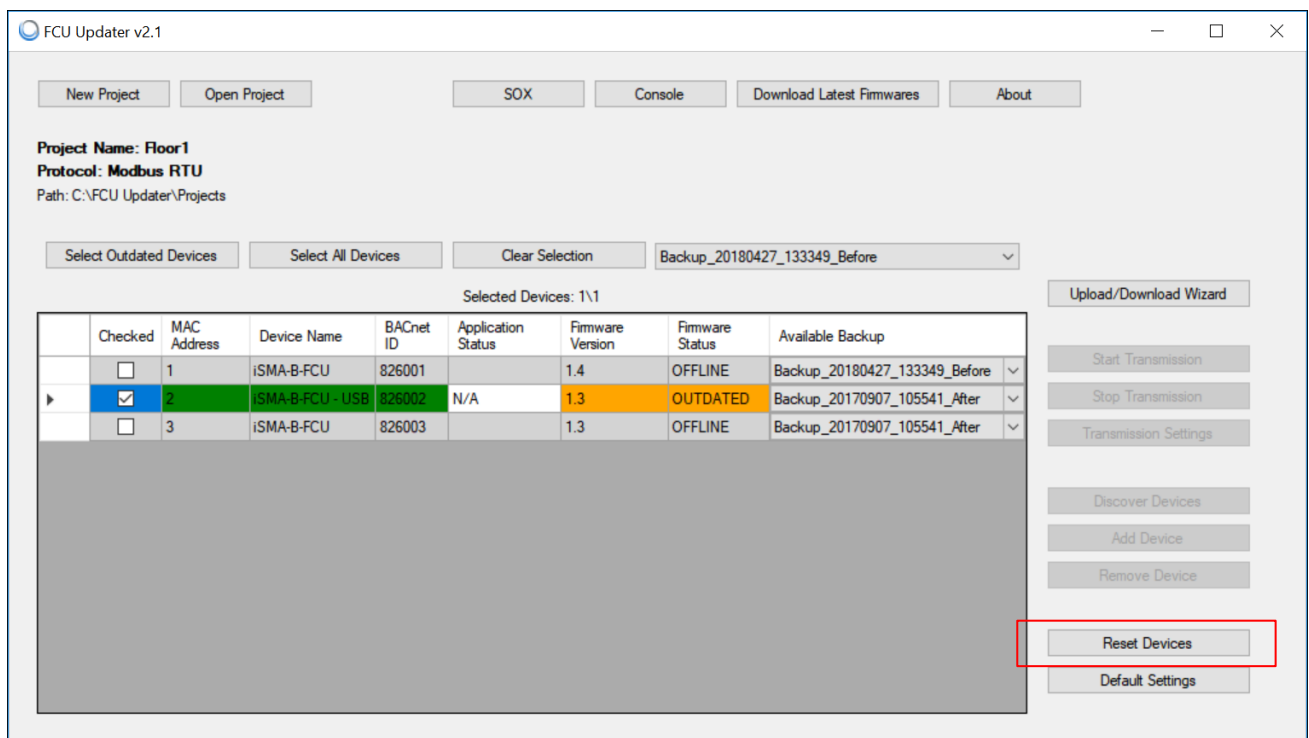 FCU Updater v2.1
New Project Open Project SOX Console Download Latest Firmwares About
Project Name: Floor1
Protocol: Modbus RTU
Path: C:\FCU Updater\Projects
Select Outdated Devices Select All Devices Clear Selection Backup_20180427_133349_Before
Selected Devices: 1\1
Upload/Download Wizard
Checked MAC Address Device Name BACnet ID Application Status Firmware Version Firmware Status Available Backup
1 iSMA-B-FCU 826001 1.4 OFFLINE Backup_20180427_133349_Before
2 iSMA-B-FCU - USB 826002 N/A 1.3 OUTDATED Backup_20170907_105541_After
3 iSMA-B-FCU 826003 1.3 OFFLINE Backup_20170907_105541_After
Start Transmission
Stop Transmission
Transmission Settings
Discover Devices
Add Device
Remove Device
Reset Devices
Default Settings